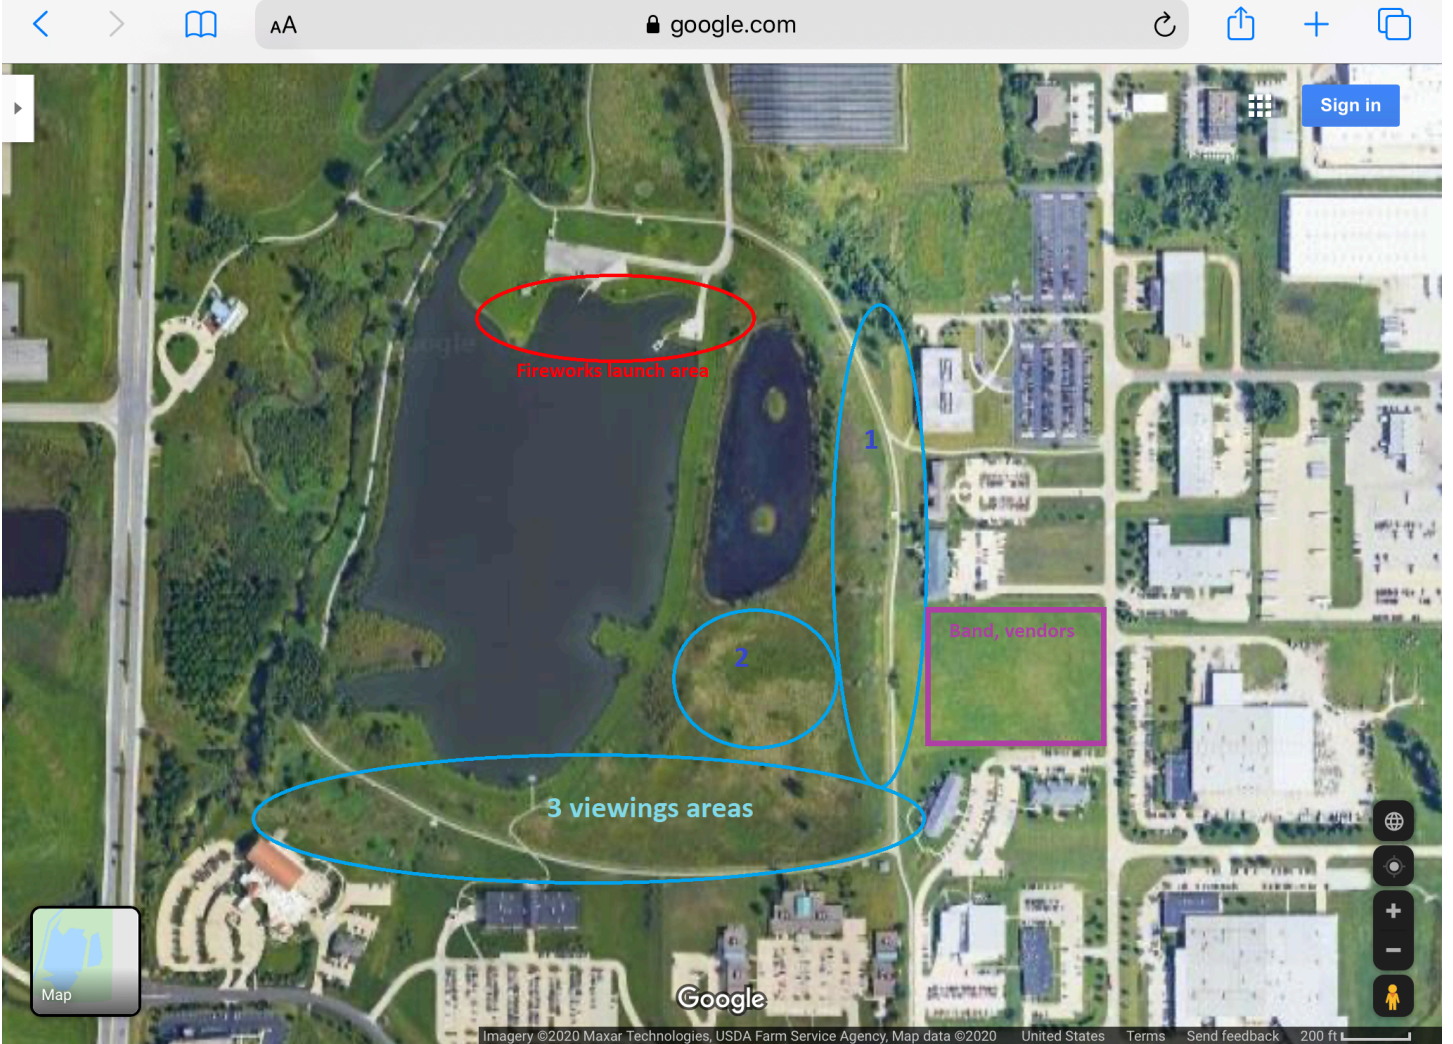 AA
google.com
Sign in
Google
Fireworks launch area
1
Band, vendors
2
3 viewings areas
Map
Google
Imagery ©2020 Maxar Technologies, USDA Farm Service Agency, Map data ©2020 United States Terms Send feedback 200 ft